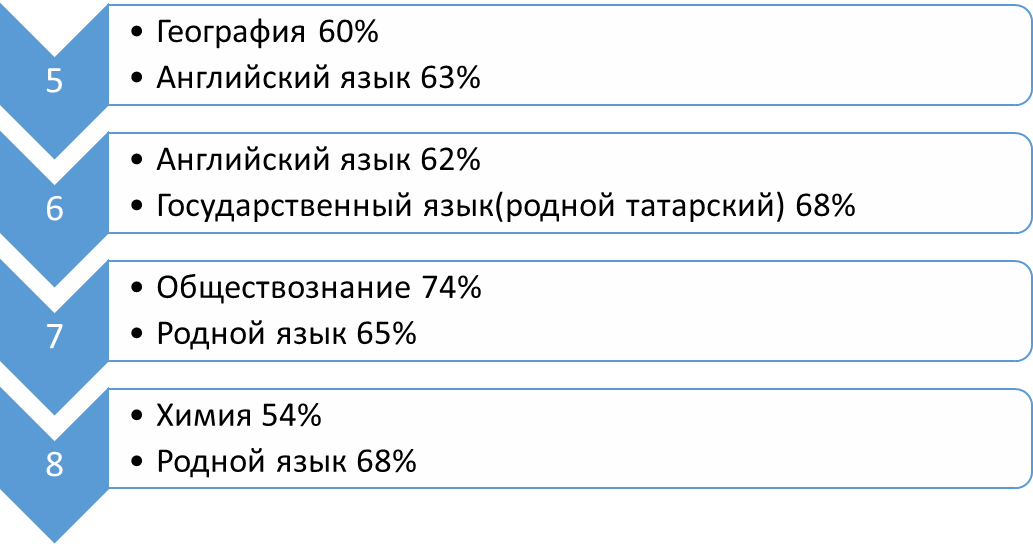 5
• География 60%
• Английский язык 63%
6
• Английский язык 62%
• Государственный язык(родной татарский) 68%
7
• Обществознание 74%
• Родной язык 65%
8
• Химия 54%
• Родной язык 68%